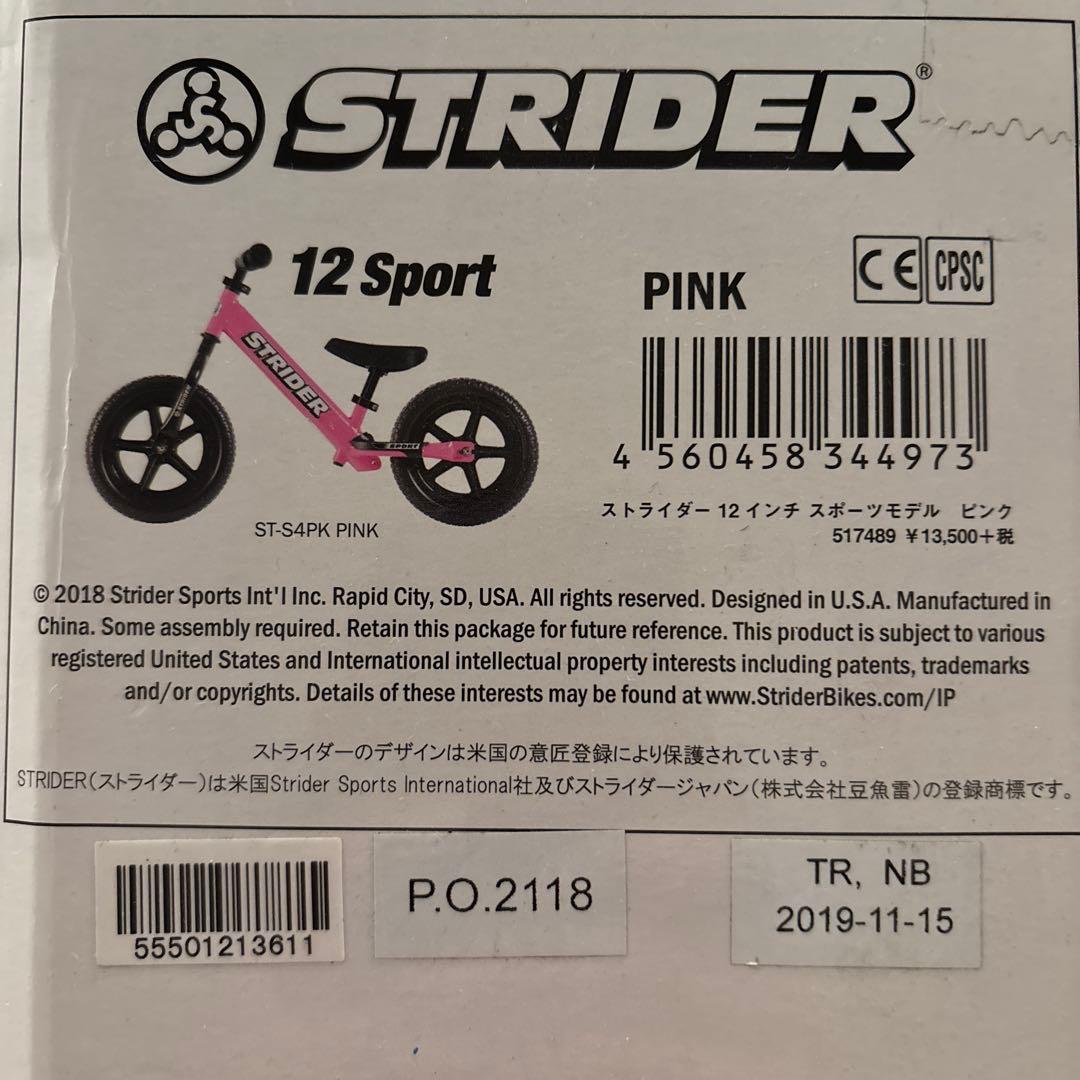 STRIDER®
12 Sport
PINK
CE CPSC
STRIDER
SPORT
ST-S4PK PINK
4 560458 344973
ストライダー 12 インチ スポーツモデル ピンク
517489 ¥13,500+税
© 2018 Strider Sports Int'l Inc. Rapid City, SD, USA. All rights reserved. Designed in U.S.A. Manufactured in
China. Some assembly required. Retain this package for future reference. This product is subject to various
registered United States and International intellectual property interests including patents, trademarks
and/or copyrights. Details of these interests may be found at www.StriderBikes.com/IP
ストライダーのデザインは米国の意匠登録により保護されています。
STRIDER(ストライダー)は米国Strider Sports International社及びストライダージャパン(株式会社豆魚雷)の登録商標です。
55501213611
P.O.2118
TR, NB
2019-11-15